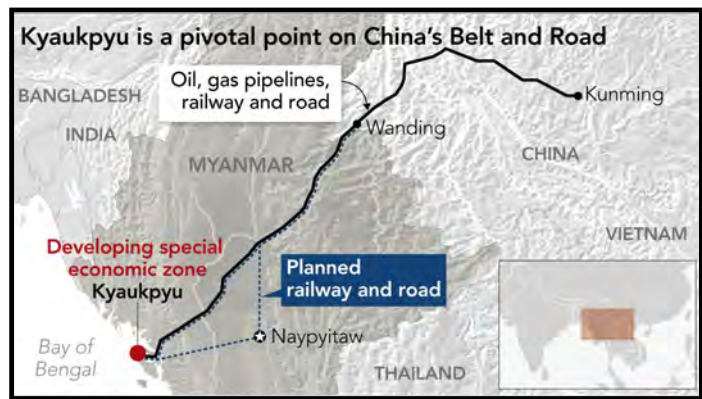 Kyaukpyu is a pivotal point on China's Belt and Road
Oil, gas pipelines,
railway and road
BANGLADESH
Kunming
INDIA
Wanding
CHINA
MYANMAR
VIETNAM
Developing special
economic zone
Kyaukpyu
Planned
railway and road
Bay of
Bengal
Naypyitaw
THAILAND